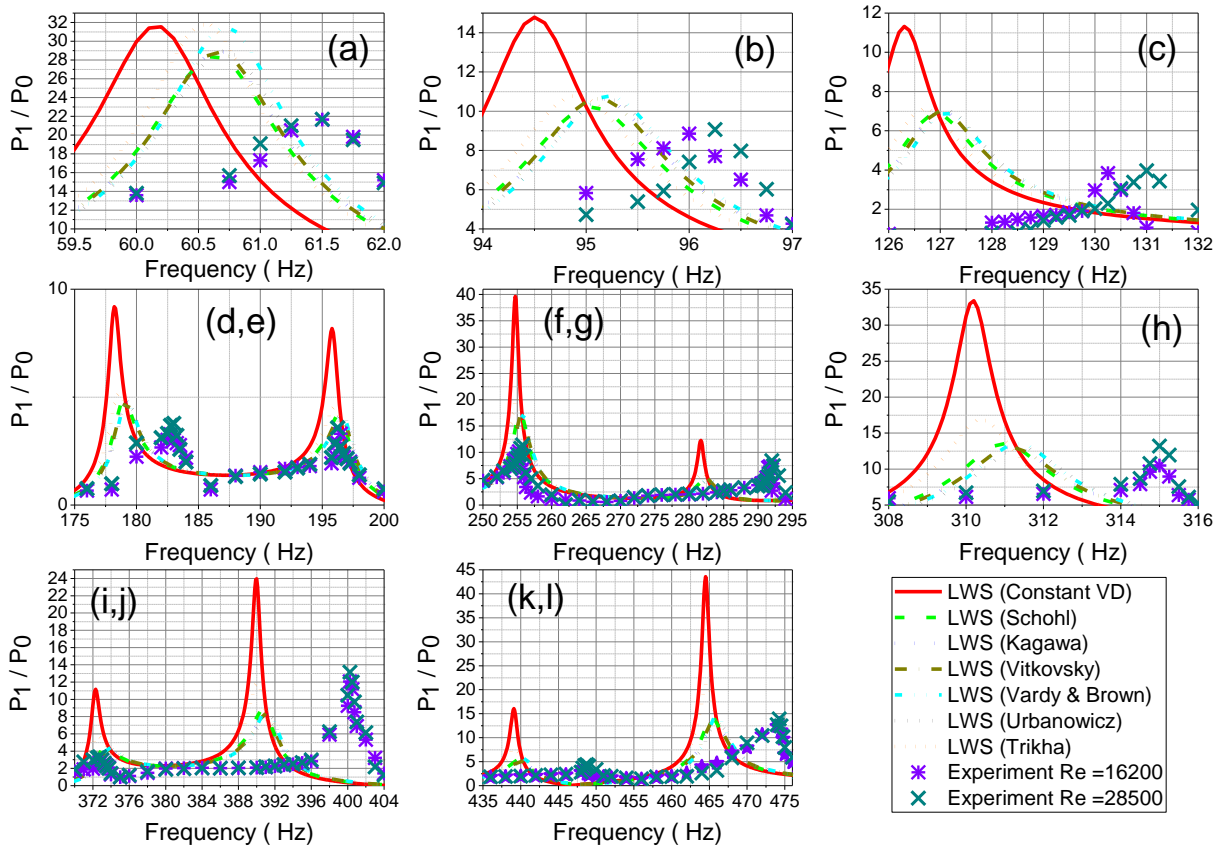 (a)
P1 / P0
32
30
28
26
24
22
20
18
16
14
12
10
59.5 60.0 60.5 61.0 61.5 62.0
Frequency ( Hz)
(b)
P1 / P0
16
14
12
10
8
6
4
94 95 96 97
Frequency ( Hz)
(c)
P1 / P0
12
10
8
6
4
2
126 127 128 129 130 131 132
Frequency ( Hz)
(d,e)
P1 / P0
10
0
175 180 185 190 195 200
Frequency ( Hz)
(f,g)
P1 / P0
40
35
30
25
20
15
10
5
0
250 255 260 265 270 275 280 285 290 295
Frequency ( Hz)
(h)
P1 / P0
35
30
25
20
15
10
5
308 310 312 314 316
Frequency ( Hz)
(i,j)
P1 / P0
24
22
20
18
16
14
12
10
8
6
4
2
0
372 376 380 384 388 392 396 400 404
Frequency ( Hz)
(k,l)
P1 / P0
45
40
35
30
25
20
15
10
5
0
435 440 445 450 455 460 465 470 475
Frequency ( Hz)
LWS (Constant VD)
LWS (Schohl)
LWS (Kagawa)
LWS (Vitkovsky)
LWS (Vardy & Brown)
LWS (Urbanowicz)
LWS (Trikha)
Experiment Re =16200
Experiment Re =28500